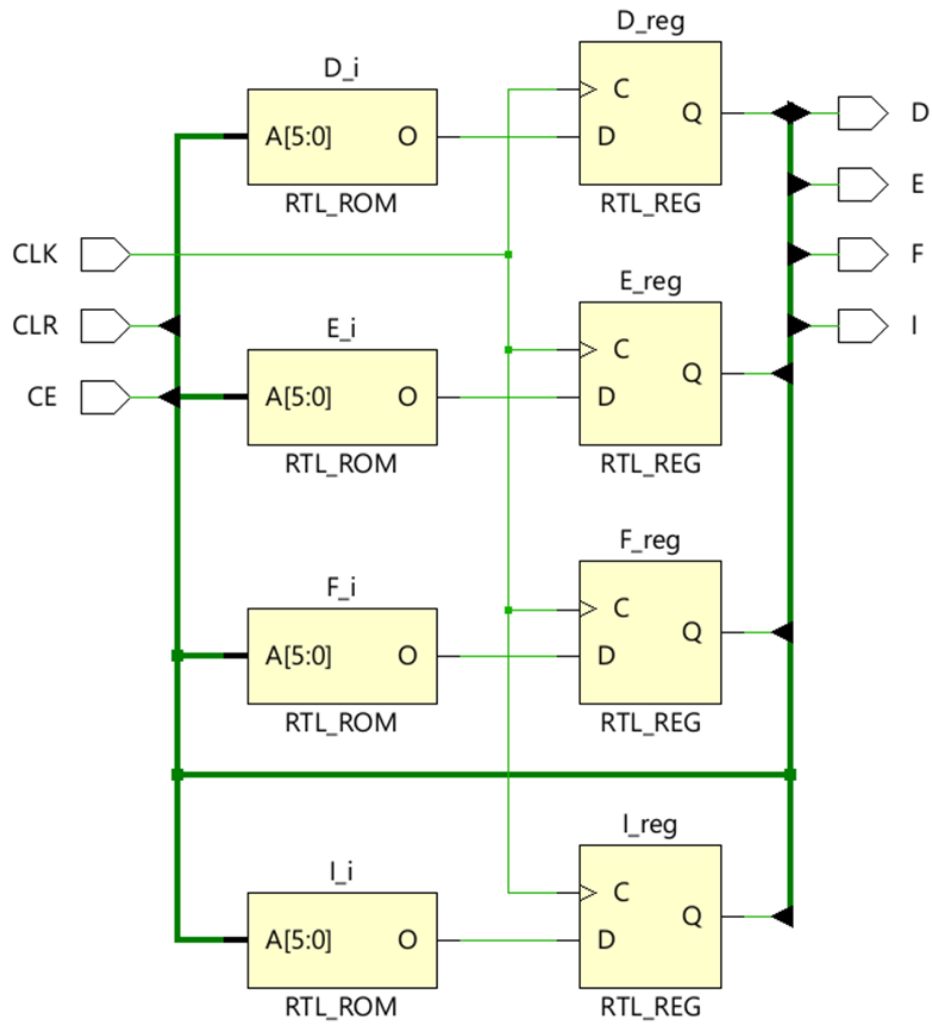 D_reg
D_i
C
Q
D
A[5:0]
O
D
RTL_ROM
RTL_REG
E
CLK
F
E_reg
CLR
E_i
I
C
Q
CE
A[5:0]
O
D
RTL_ROM
RTL_REG
F_reg
F_i
C
Q
A[5:0]
O
D
RTL_ROM
RTL_REG
I_reg
I_i
C
Q
A[5:0]
O
D
RTL_ROM
RTL_REG